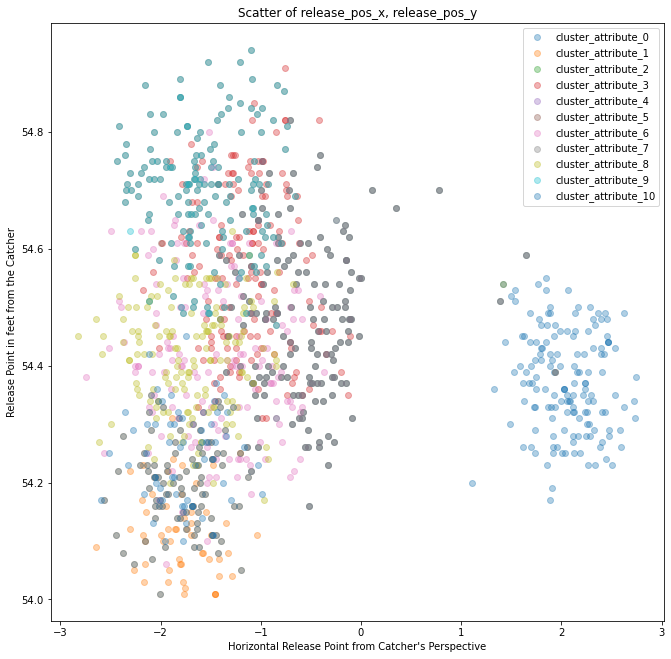 Scatter of release_pos_x, release_pos_y
cluster_attribute_0
cluster_attribute_1
cluster_attribute_2
cluster_attribute_3
cluster_attribute_4
cluster_attribute_5
cluster_attribute_6
cluster_attribute_7
cluster_attribute_8
cluster_attribute_9
cluster_attribute_10
Release Point in feet from the Catcher
54.8
54.6
54.4
54.2
54.0
−3
−2
−1
0
1
2
3
Horizontal Release Point from Catcher's Perspective